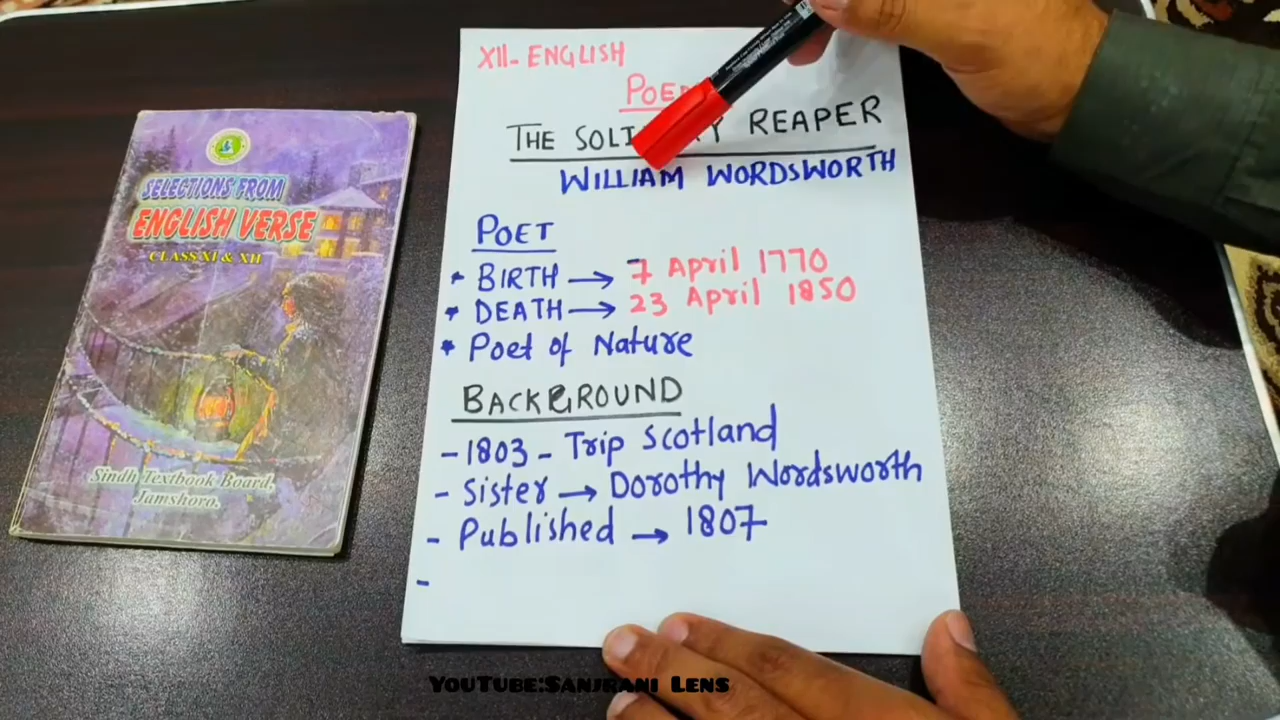 SELECTIONS FROM
ENGLISH VERSE
CLASS XI & XII
Sindh Textbook Board,
Jamshoro.
XII- ENGLISH
POEM
THE SOLITARY REAPER
WILLIAM WORDSWORTH
POET
* BIRTH → 7 April 1770
* DEATH → 23 April 1850
* Poet of Nature
BACKGROUND
- 1803 - Trip Scotland
- Sister → Dorothy Wordsworth
- Published → 1807
-
YouTube:Sanjrani Lens